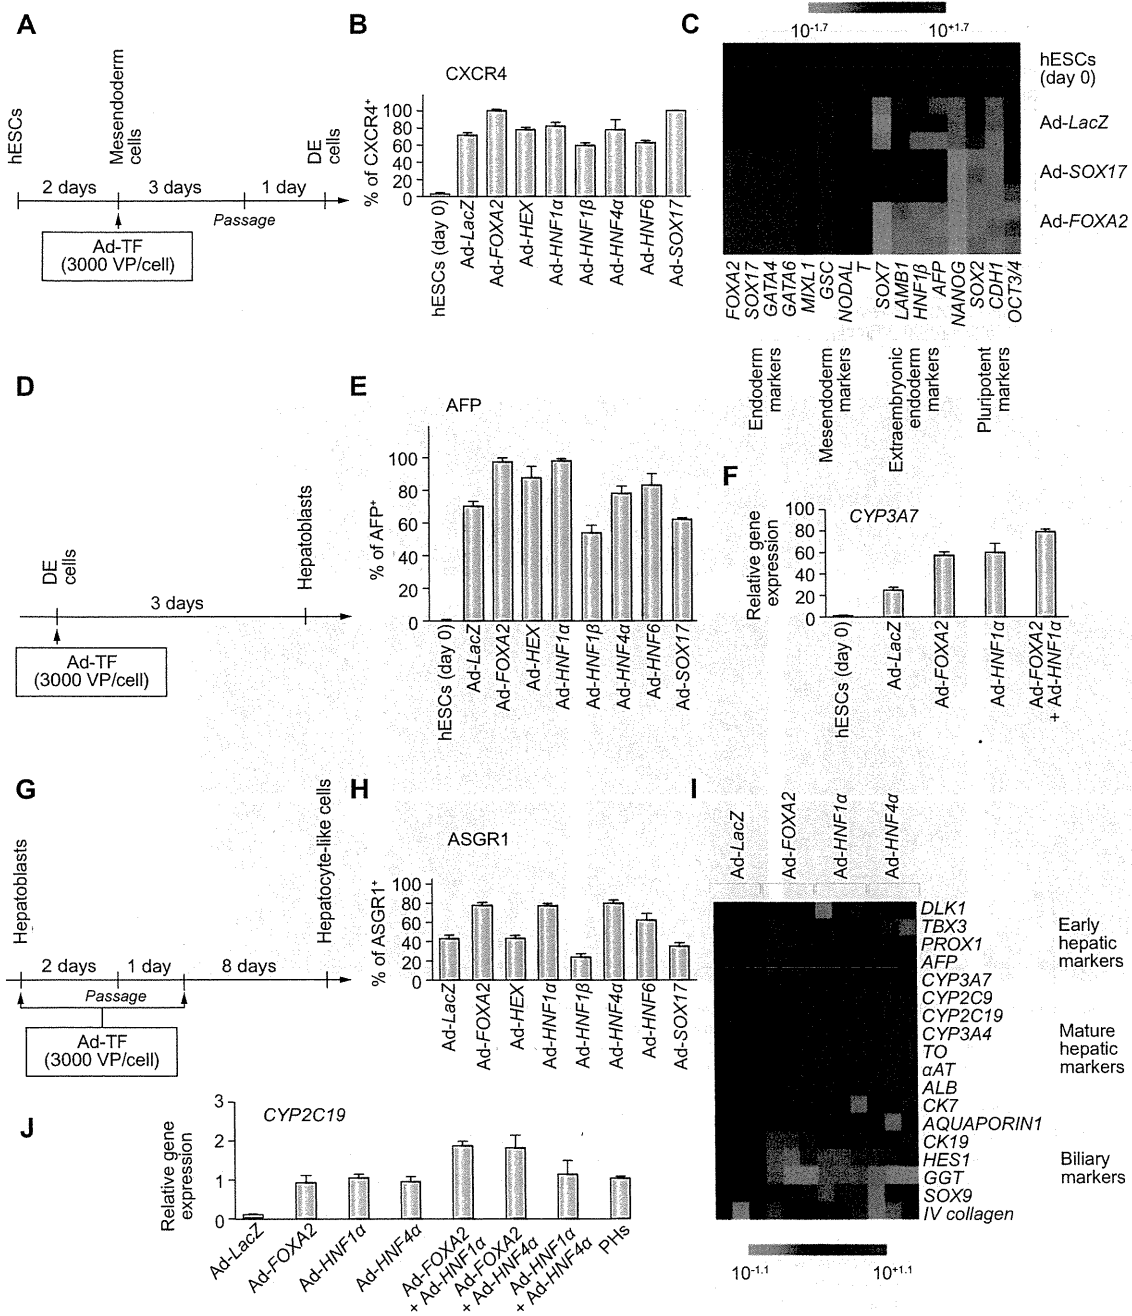 A
hESCs
Mesendoderm
cells
DE
cells
2 days
3 days
1 day
Passage
Ad-TF
(3000 VP/cell)
B
CXCR4
% of CXCR4+
100
80
60
40
20
0
hESCs (day 0)
Ad-LacZ
Ad-FOXA2
Ad-HEX
Ad-HNF1α
Ad-HNF1β
Ad-HNF4α
Ad-HNF6
Ad-SOX17
C
10-1.7
10+1.7
hESCs
(day 0)
Ad-LacZ
Ad-SOX17
Ad-FOXA2
FOXA2
SOX17
GATA4
GATA6
MIXL1
GSC
NODAL
T
SOX7
LAMB1
HNF1β
AFP
NANOG
SOX2
CDH1
OCT3/4
Endoderm
markers
Mesendoderm
markers
Extraembryonic
endoderm
markers
Pluripotent
markers
D
DE
cells
Hepatoblasts
3 days
Ad-TF
(3000 VP/cell)
E
AFP
% of AFP+
100
80
60
40
20
0
hESCs (day 0)
Ad-LacZ
Ad-FOXA2
Ad-HEX
Ad-HNF1α
Ad-HNF1β
Ad-HNF4α
Ad-HNF6
Ad-SOX17
F
CYP3A7
Relative gene
expression
100
80
60
40
20
0
hESCs (day 0)
Ad-LacZ
Ad-FOXA2
Ad-HNF1α
Ad-FOXA2
+ Ad-HNF1α
G
Hepatoblasts
Hepatocyte-like cells
2 days
1 day
8 days
Passage
Ad-TF
(3000 VP/cell)
H
ASGR1
% of ASGR1+
100
80
60
40
20
0
Ad-LacZ
Ad-FOXA2
Ad-HEX
Ad-HNF1α
Ad-HNF1β
Ad-HNF4α
Ad-HNF6
Ad-SOX17
I
Ad-LacZ
Ad-FOXA2
Ad-HNF1α
Ad-HNF4α
DLK1
TBX3
PROX1
AFP
CYP3A7
CYP2C9
CYP2C19
CYP3A4
TO
αAT
ALB
CK7
AQUAPORIN1
CK19
HES1
GGT
SOX9
IV collagen
Early
hepatic
markers
Mature
hepatic
markers
Biliary
markers
10-1.1
10+1.1
J
CYP2C19
Relative gene
expression
3
2
1
0
Ad-LacZ
Ad-FOXA2
Ad-HNF1α
Ad-HNF4α
Ad-FOXA2
+ Ad-HNF1α
Ad-FOXA2
+ Ad-HNF4α
Ad-HNF1α
+ Ad-HNF4α
PHs